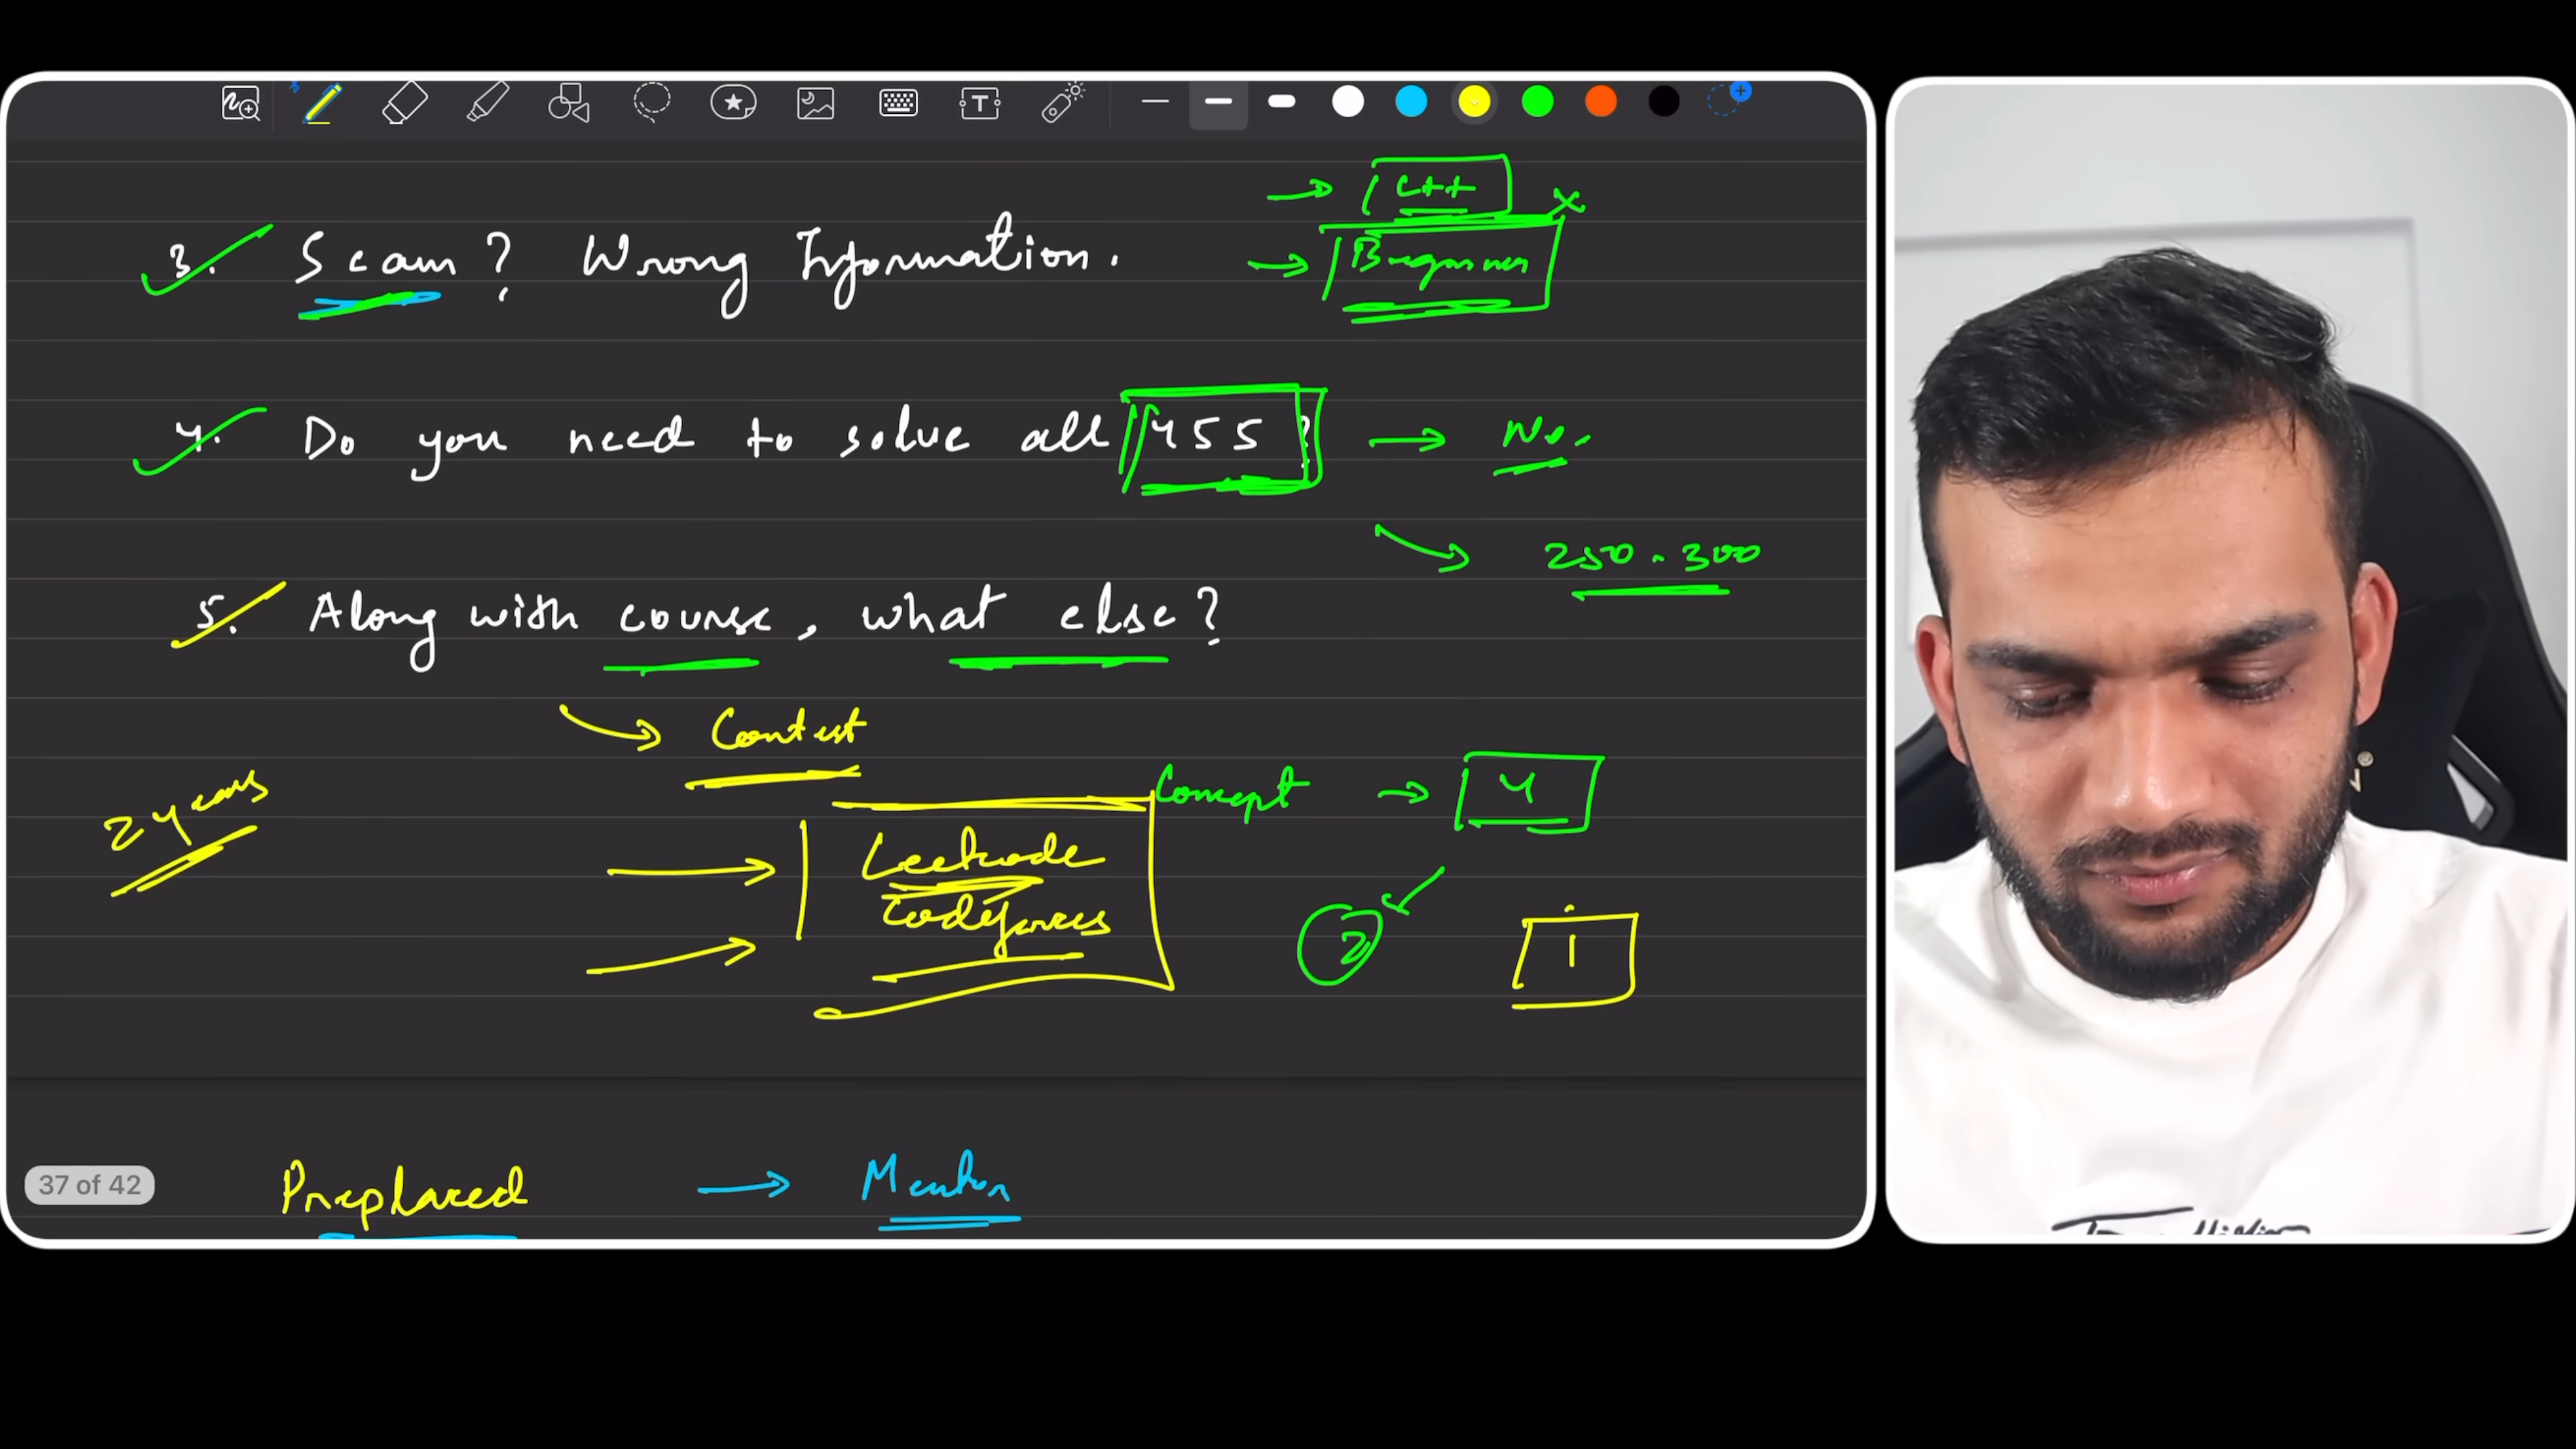 → C++ x
3. Scam? Wrong Information. → Beginner
4. Do you need to solve all 455? → No.
250 - 300
5. Along with course, what else?
→ Contest
2 years
Concept → 4
→ Leetcode
→ Codeforces
2
1
37 of 42
Preplaced → Mentor